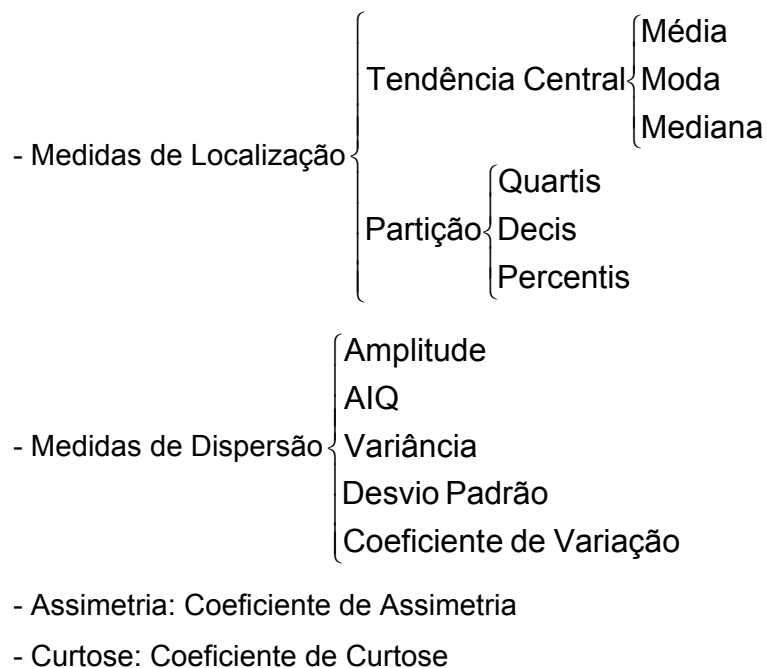 - Medidas de Localização
Tendência Central
Média
Moda
Mediana
Partição
Quartis
Decis
Percentis
- Medidas de Dispersão
Amplitude
AIQ
Variância
Desvio Padrão
Coeficiente de Variação
- Assimetria: Coeficiente de Assimetria
- Curtose: Coeficiente de Curtose